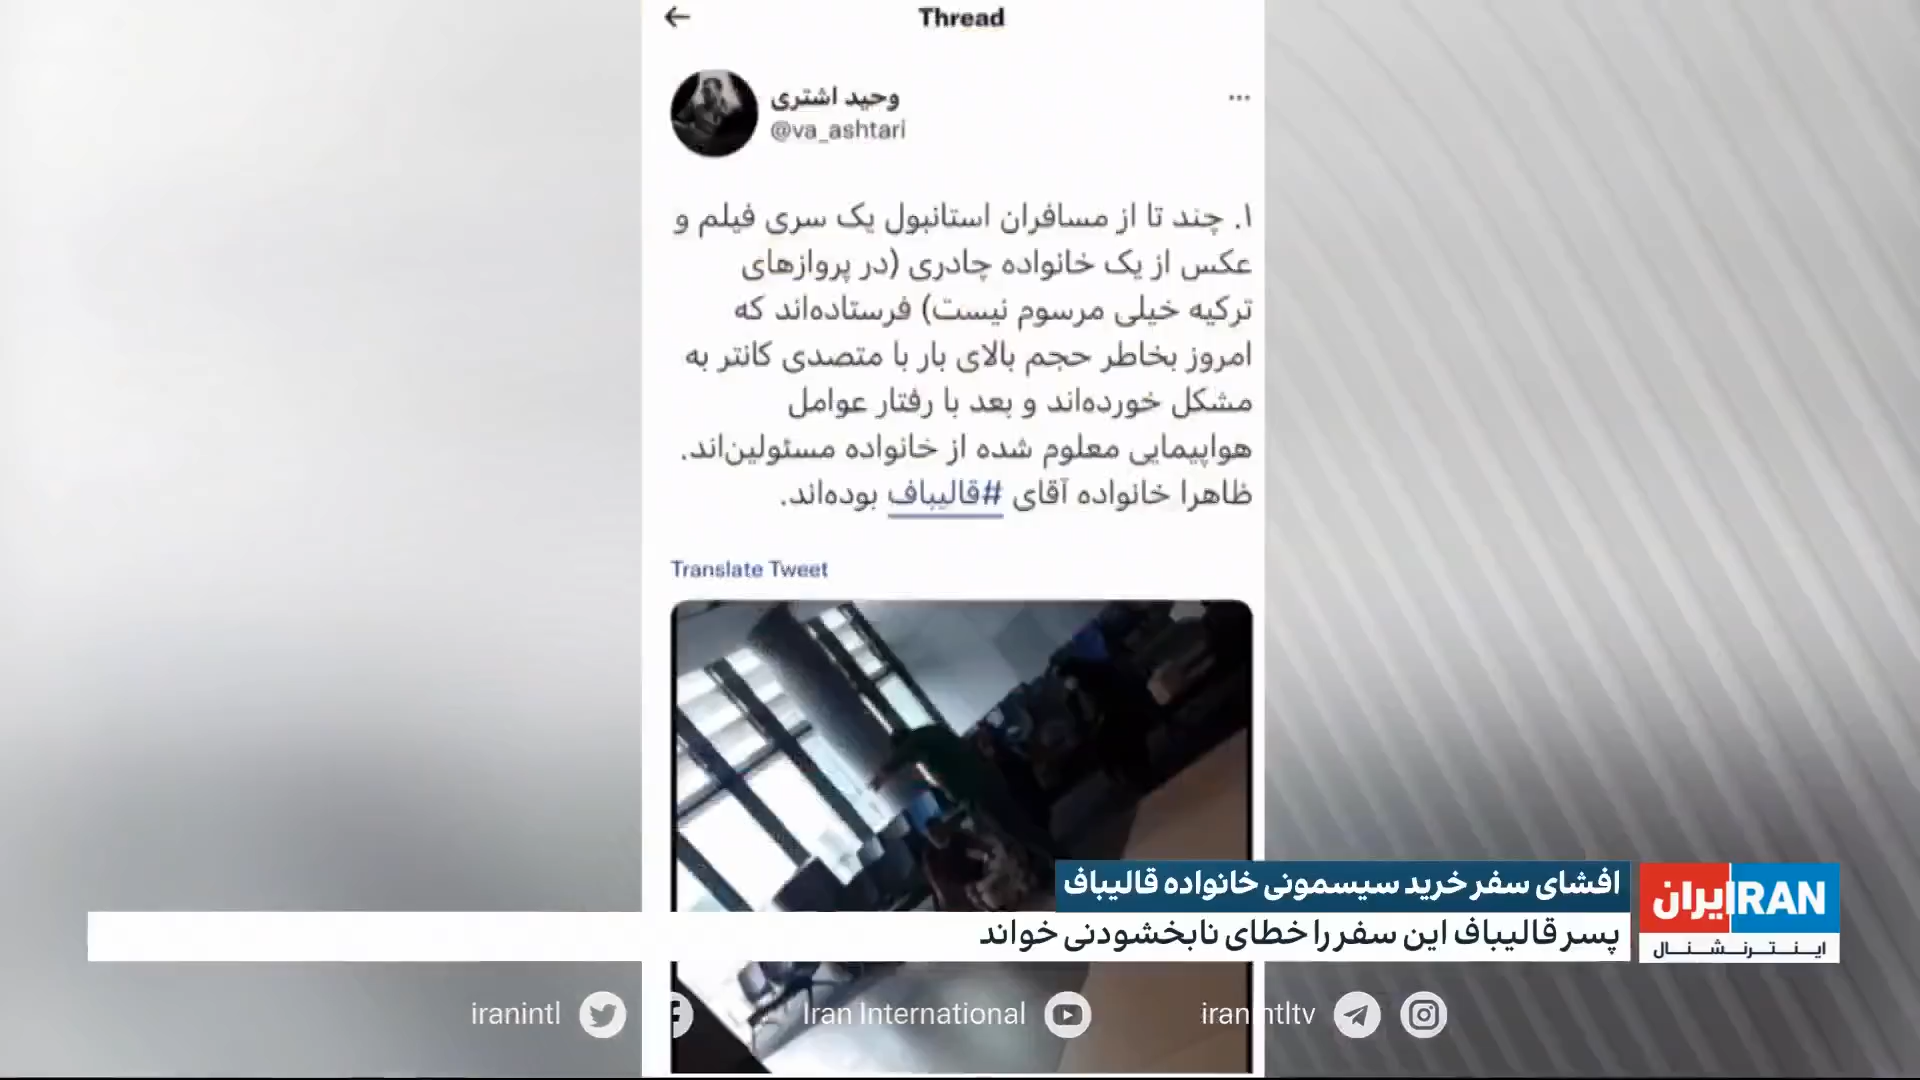 Thread
وحید اشتری
@va_ashtari
۱. چند تا از مسافران استانبول یک سری فیلم و
عکس از یک خانواده چادری (در پروازهای
ترکیه خیلی مرسوم نیست) فرستاده‌اند که
امروز بخاطر حجم بالای بار با متصدی کانتر به
مشکل خورده‌اند و بعد با رفتار عوامل
هواپیمایی معلوم شده از خانواده مسئولین‌اند.
ظاهرا خانواده آقای #قالیباف بوده‌اند.
Translate Tweet
افشای سفر خرید سیسمونی خانواده قالیباف
پسر قالیباف این سفر را خطای نابخشودنی خواند
ایران IRAN
اینترنشنال
iranintl
Iran International
iranintltv